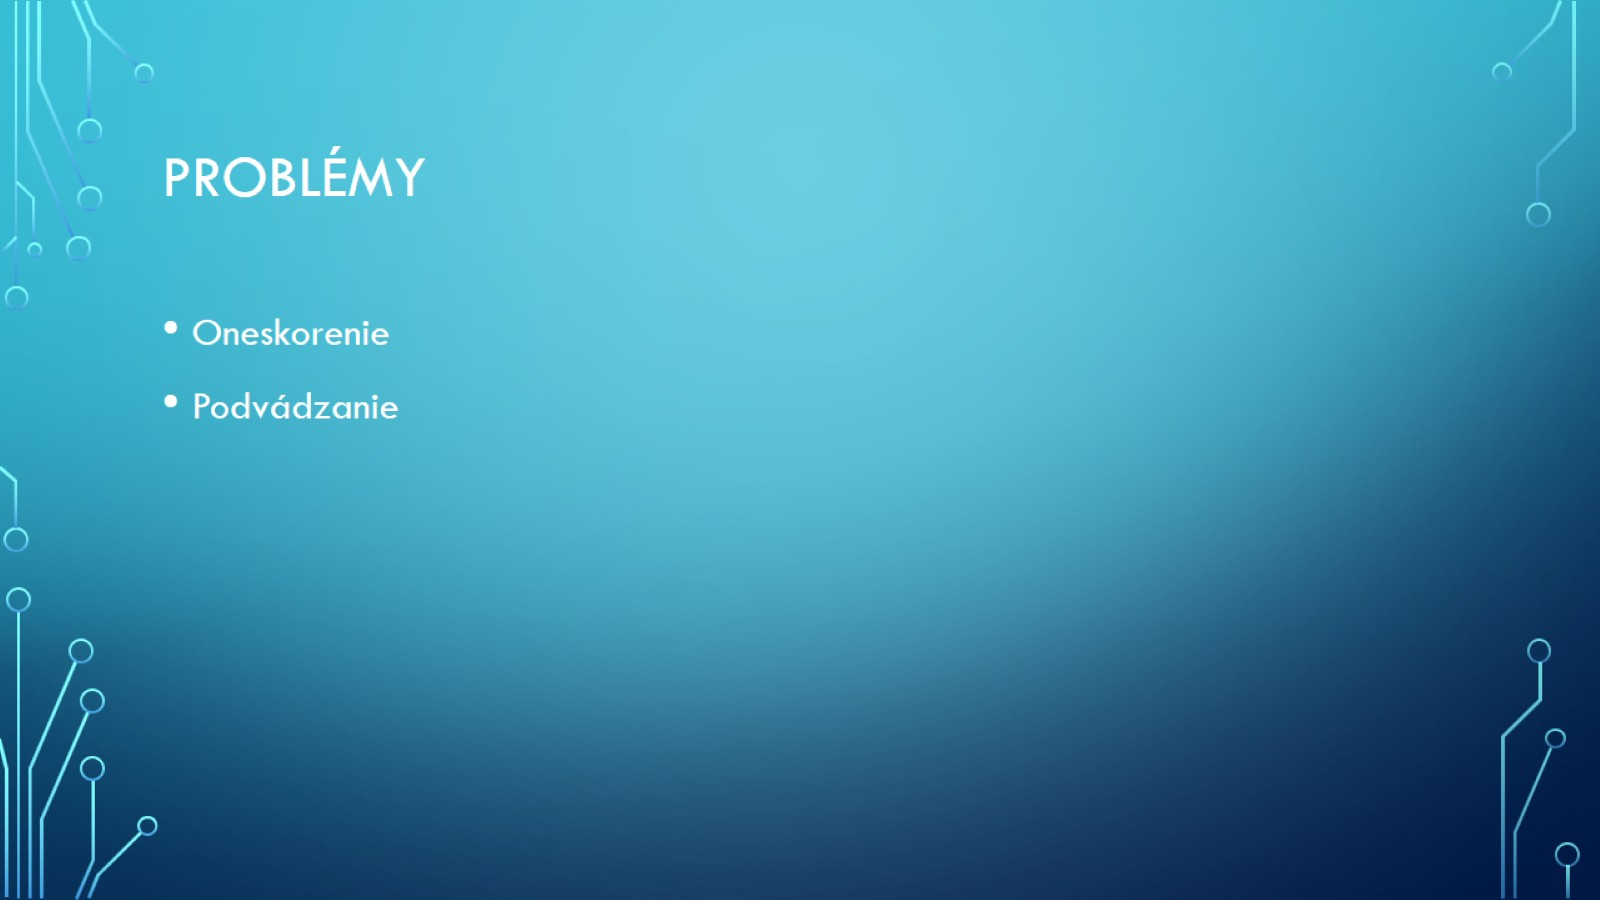 PROBLÉMY
• Oneskorenie
• Podvádzanie